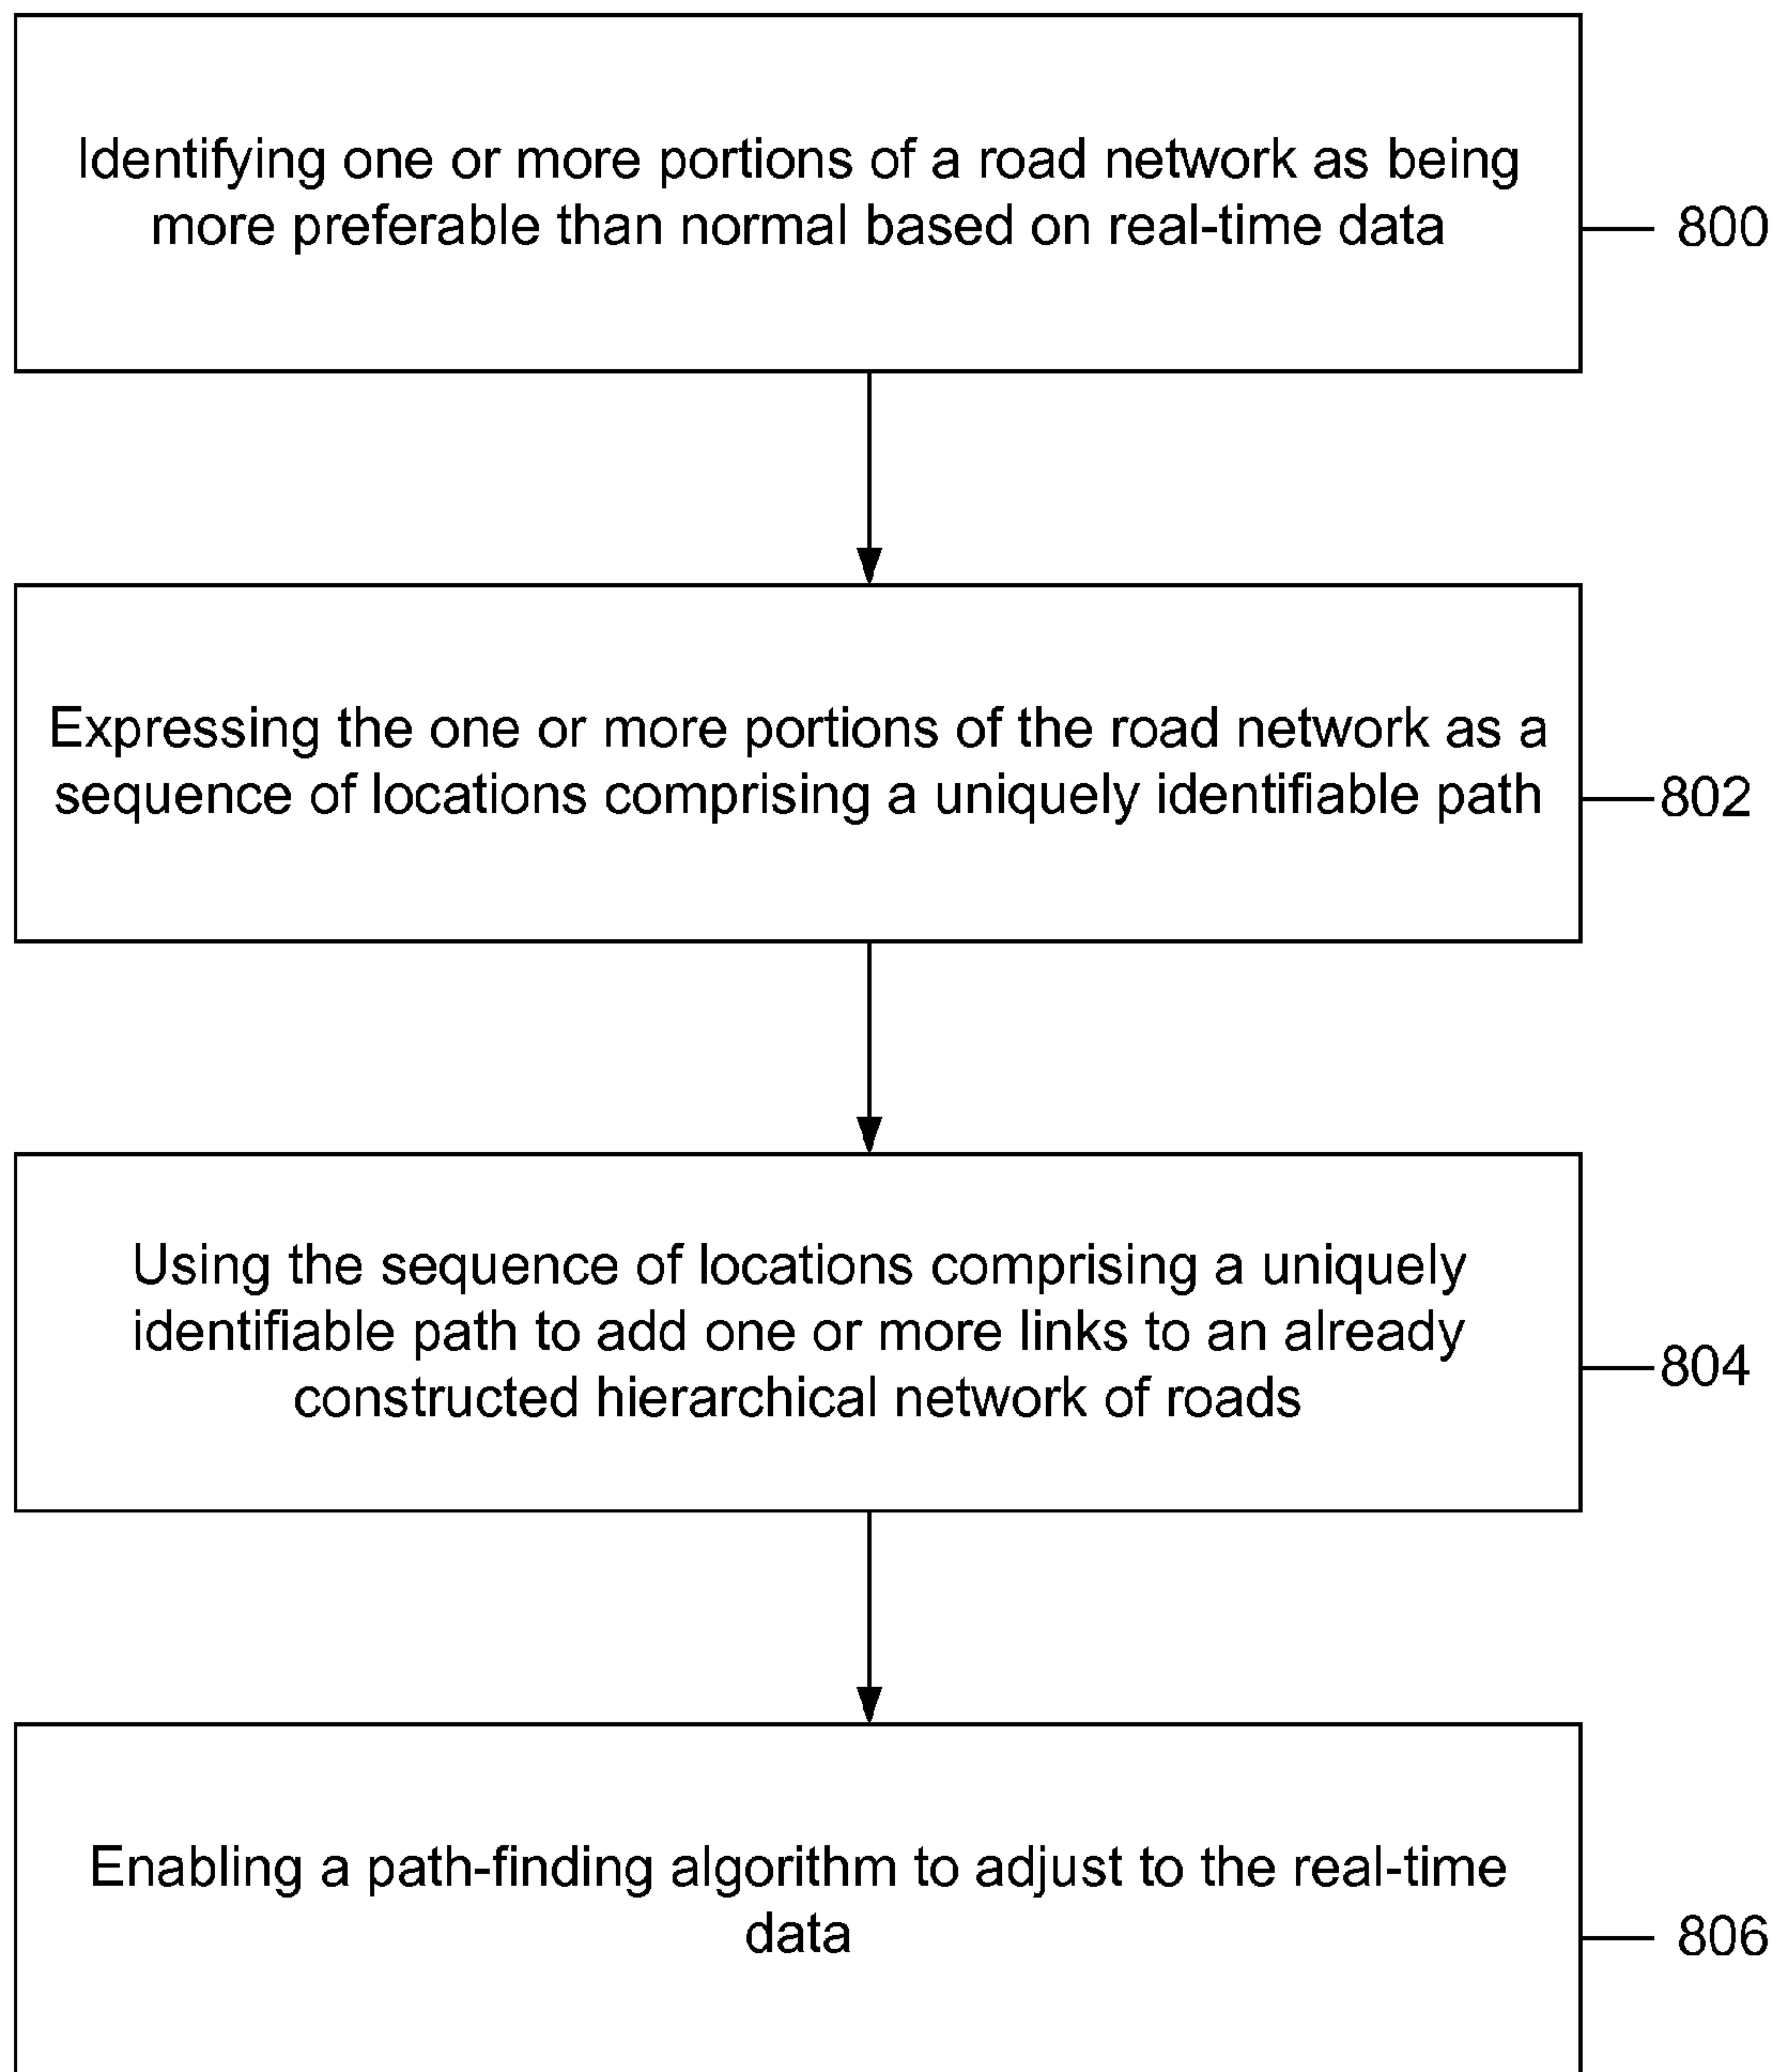 Identifying one or more portions of a road network as being
more preferable than normal based on real-time data
800
Expressing the one or more portions of the road network as a
sequence of locations comprising a uniquely identifiable path
802
Using the sequence of locations comprising a uniquely
identifiable path to add one or more links to an already
constructed hierarchical network of roads
804
Enabling a path-finding algorithm to adjust to the real-time
data
806